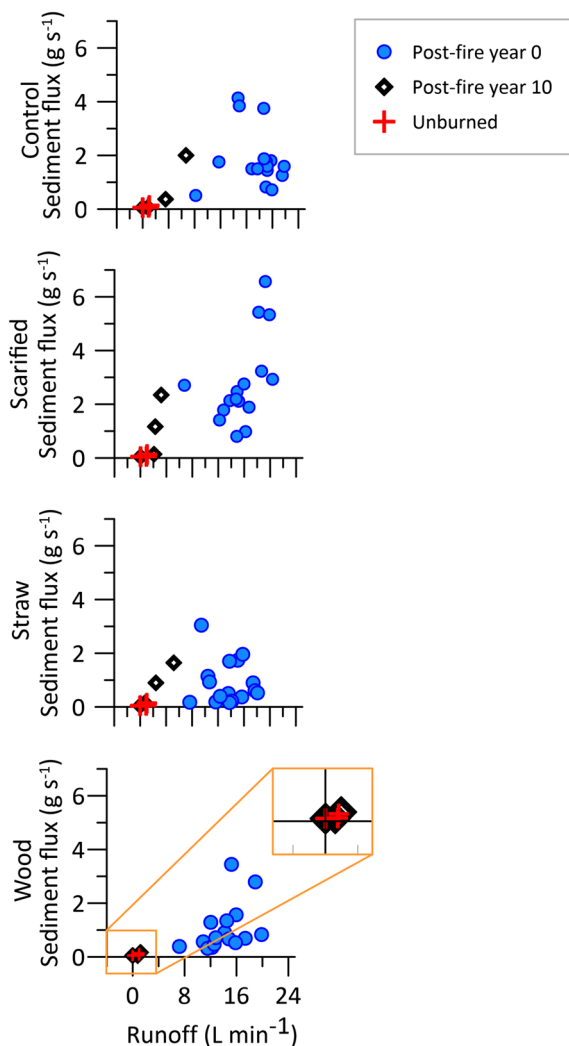 Post-fire year 0
Post-fire year 10
Unburned
Control
Sediment flux (g s⁻¹)
6
4
2
0
Scarified
Sediment flux (g s⁻¹)
6
4
2
0
Straw
Sediment flux (g s⁻¹)
6
4
2
0
Wood
Sediment flux (g s⁻¹)
6
4
2
0
0 8 16 24
Runoff (L min⁻¹)